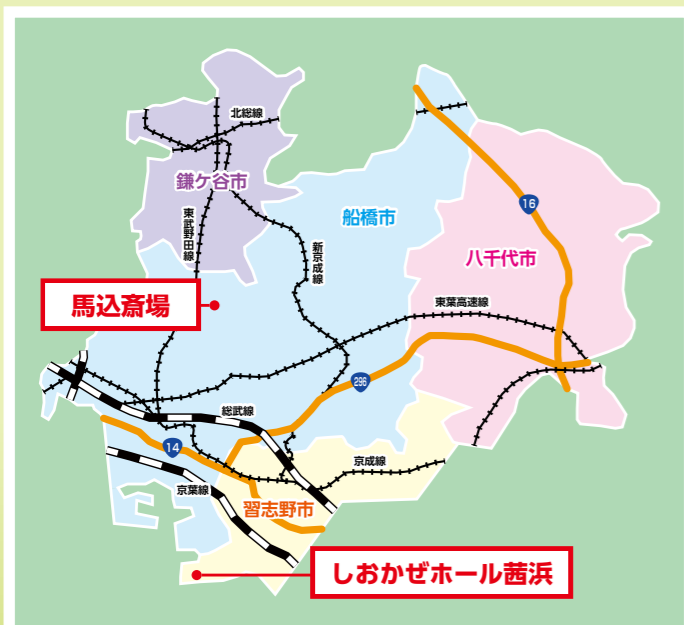 北総線
鎌ケ谷市
船橋市
16
東武野田線
新京成線
八千代市
馬込斎場
東葉高速線
296
総武線
14
京成線
京葉線
習志野市
しおかぜホール茜浜